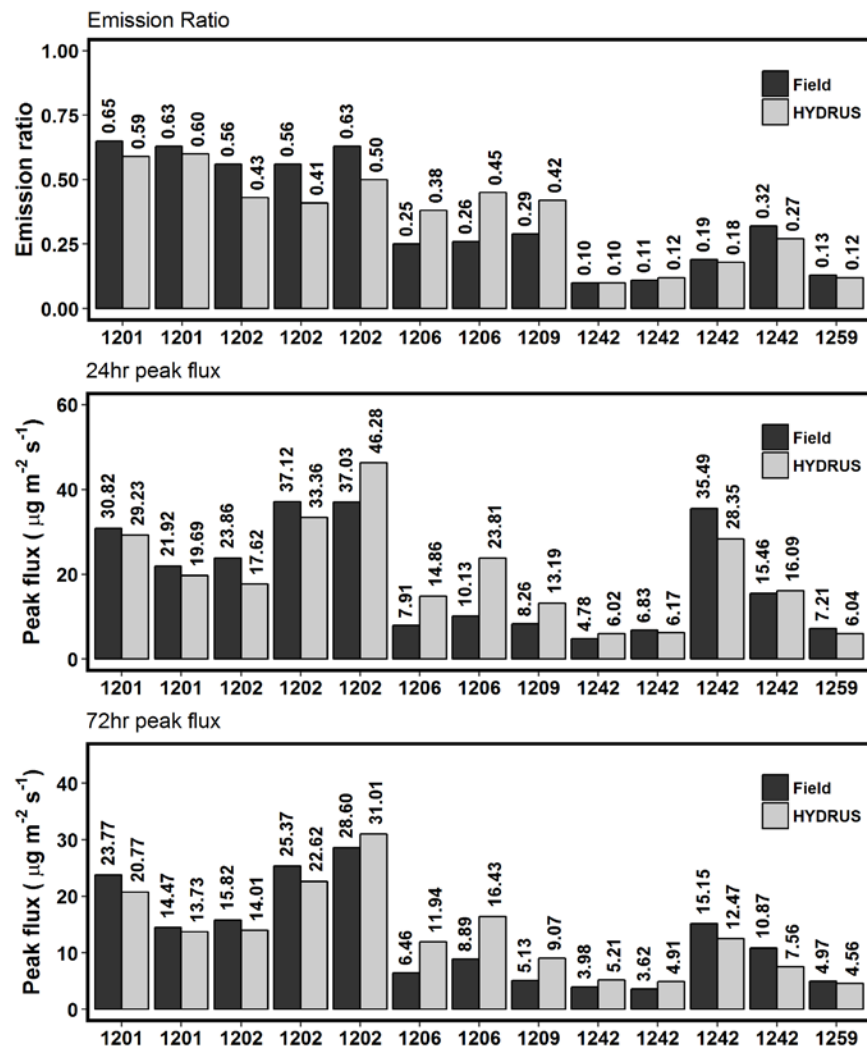 Emission Ratio
1.00
0.75
0.50
0.25
0.00
Emission ratio
Field
HYDRUS
0.65 0.59 0.63 0.60 0.56 0.43 0.56 0.41 0.63 0.50 0.25 0.38 0.26 0.45 0.29 0.42 0.10 0.10 0.11 0.12 0.19 0.18 0.32 0.27 0.13 0.12
1201 1201 1202 1202 1202 1206 1206 1209 1242 1242 1242 1242 1259
24hr peak flux
60
40
20
0
Peak flux ( μg m⁻² s⁻¹)
Field
HYDRUS
30.82 29.23 21.92 19.69 23.86 17.62 37.12 33.36 37.03 46.28 7.91 14.86 10.13 23.81 8.26 13.19 4.78 6.02 6.83 6.17 35.49 28.35 15.46 16.09 7.21 6.04
1201 1201 1202 1202 1202 1206 1206 1209 1242 1242 1242 1242 1259
72hr peak flux
40
30
20
10
0
Peak flux ( μg m⁻² s⁻¹)
Field
HYDRUS
23.77 20.77 14.47 13.73 15.82 14.01 25.37 22.62 28.60 31.01 6.46 11.94 8.89 16.43 5.13 9.07 3.98 5.21 3.62 4.91 15.15 12.47 10.87 7.56 4.97 4.56
1201 1201 1202 1202 1202 1206 1206 1209 1242 1242 1242 1242 1259